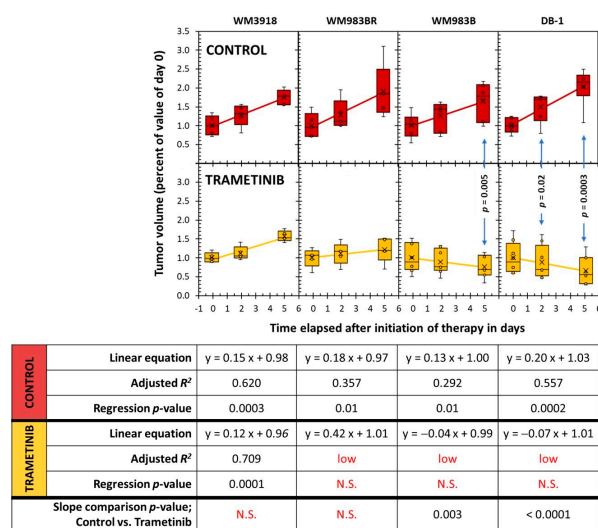 WM3918 WM983BR WM983B DB-1
CONTROL
3.5
3.0
2.5
2.0
1.5
1.0
0.5
Tumor volume (percent of value of day 0)
TRAMETINIB
3.0
2.5
2.0
1.5
1.0
0.5
0.0
p = 0.005
p = 0.02
p = 0.0003
-1 0 1 2 3 4 5 6 0 1 2 3 4 5 6 0 1 2 3 4 5 6 0 1 2 3 4 5 6
Time elapsed after initiation of therapy in days
CONTROL
Linear equation y = 0.15 x + 0.98 y = 0.18 x + 0.97 y = 0.13 x + 1.00 y = 0.20 x + 1.03
Adjusted R² 0.620 0.357 0.292 0.557
Regression p-value 0.0003 0.01 0.01 0.0002
TRAMETINIB
Linear equation y = 0.12 x + 0.96 y = 0.42 x + 1.01 y = −0.04 x + 0.99 y = −0.07 x + 1.01
Adjusted R² 0.709 low low low
Regression p-value 0.0001 N.S. N.S. N.S.
Slope comparison p-value; N.S. N.S. 0.003 < 0.0001
Control vs. Trametinib